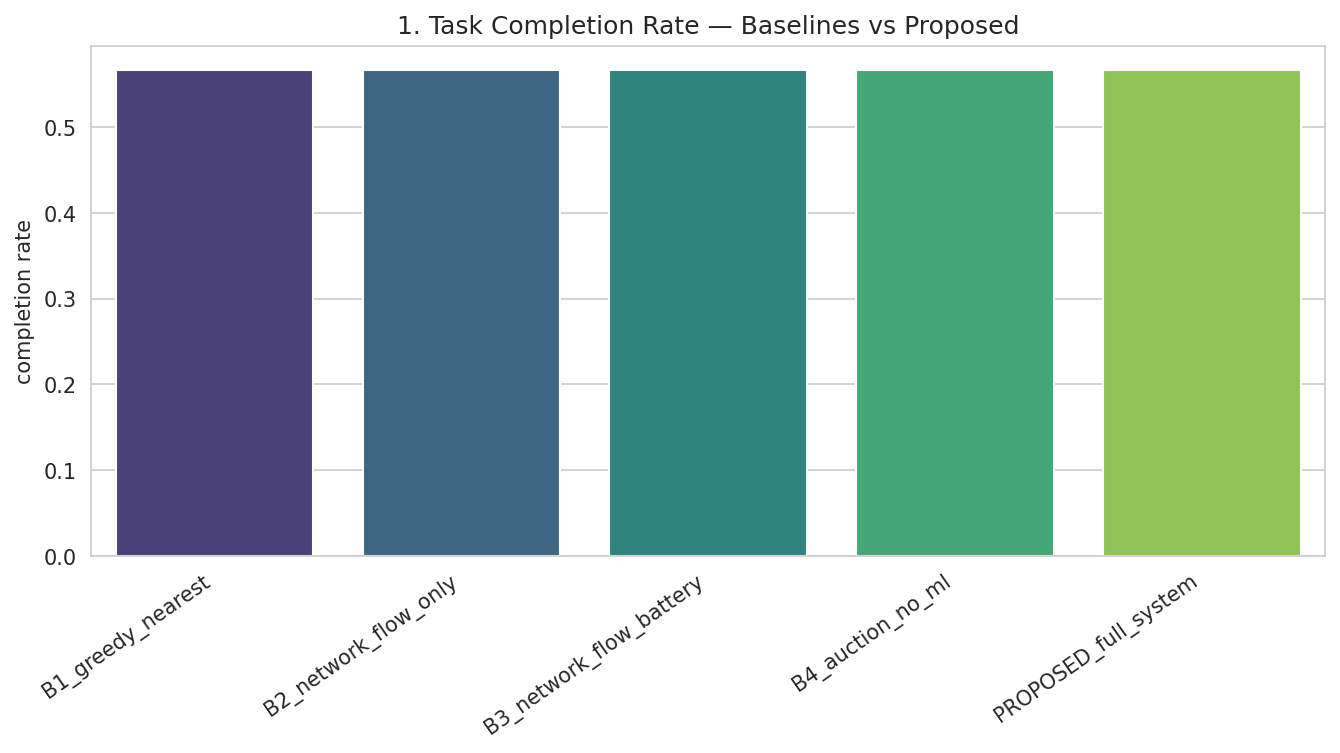 1. Task Completion Rate — Baselines vs Proposed
completion rate
0.5
0.4
0.3
0.2
0.1
0.0
B1_greedy_nearest
B2_network_flow_only
B3_network_flow_battery
B4_auction_no_ml
PROPOSED_full_system